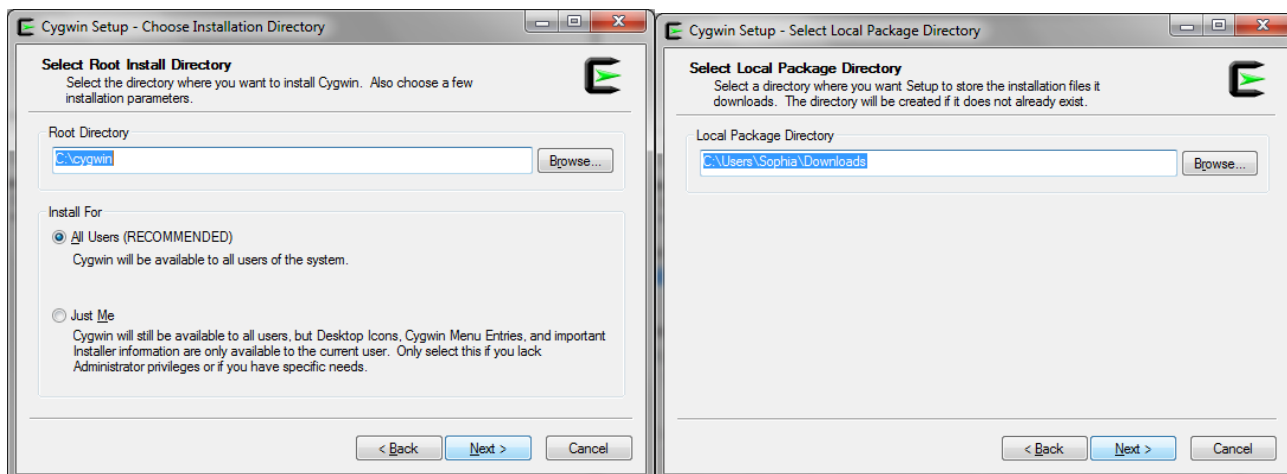 Cygwin Setup - Choose Installation Directory
Select Root Install Directory
Select the directory where you want to install Cygwin. Also choose a few
installation parameters.
Root Directory
C:\cygwin
Browse...
Install For
All Users (RECOMMENDED)
Cygwin will be available to all users of the system.
Just Me
Cygwin will still be available to all users, but Desktop Icons, Cygwin Menu Entries, and important
Installer information are only available to the current user. Only select this if you lack
Administrator privileges or if you have specific needs.
< Back
Next >
Cancel
Cygwin Setup - Select Local Package Directory
Select Local Package Directory
Select a directory where you want Setup to store the installation files it
downloads. The directory will be created if it does not already exist.
Local Package Directory
C:\Users\Sophia\Downloads
Browse...
< Back
Next >
Cancel